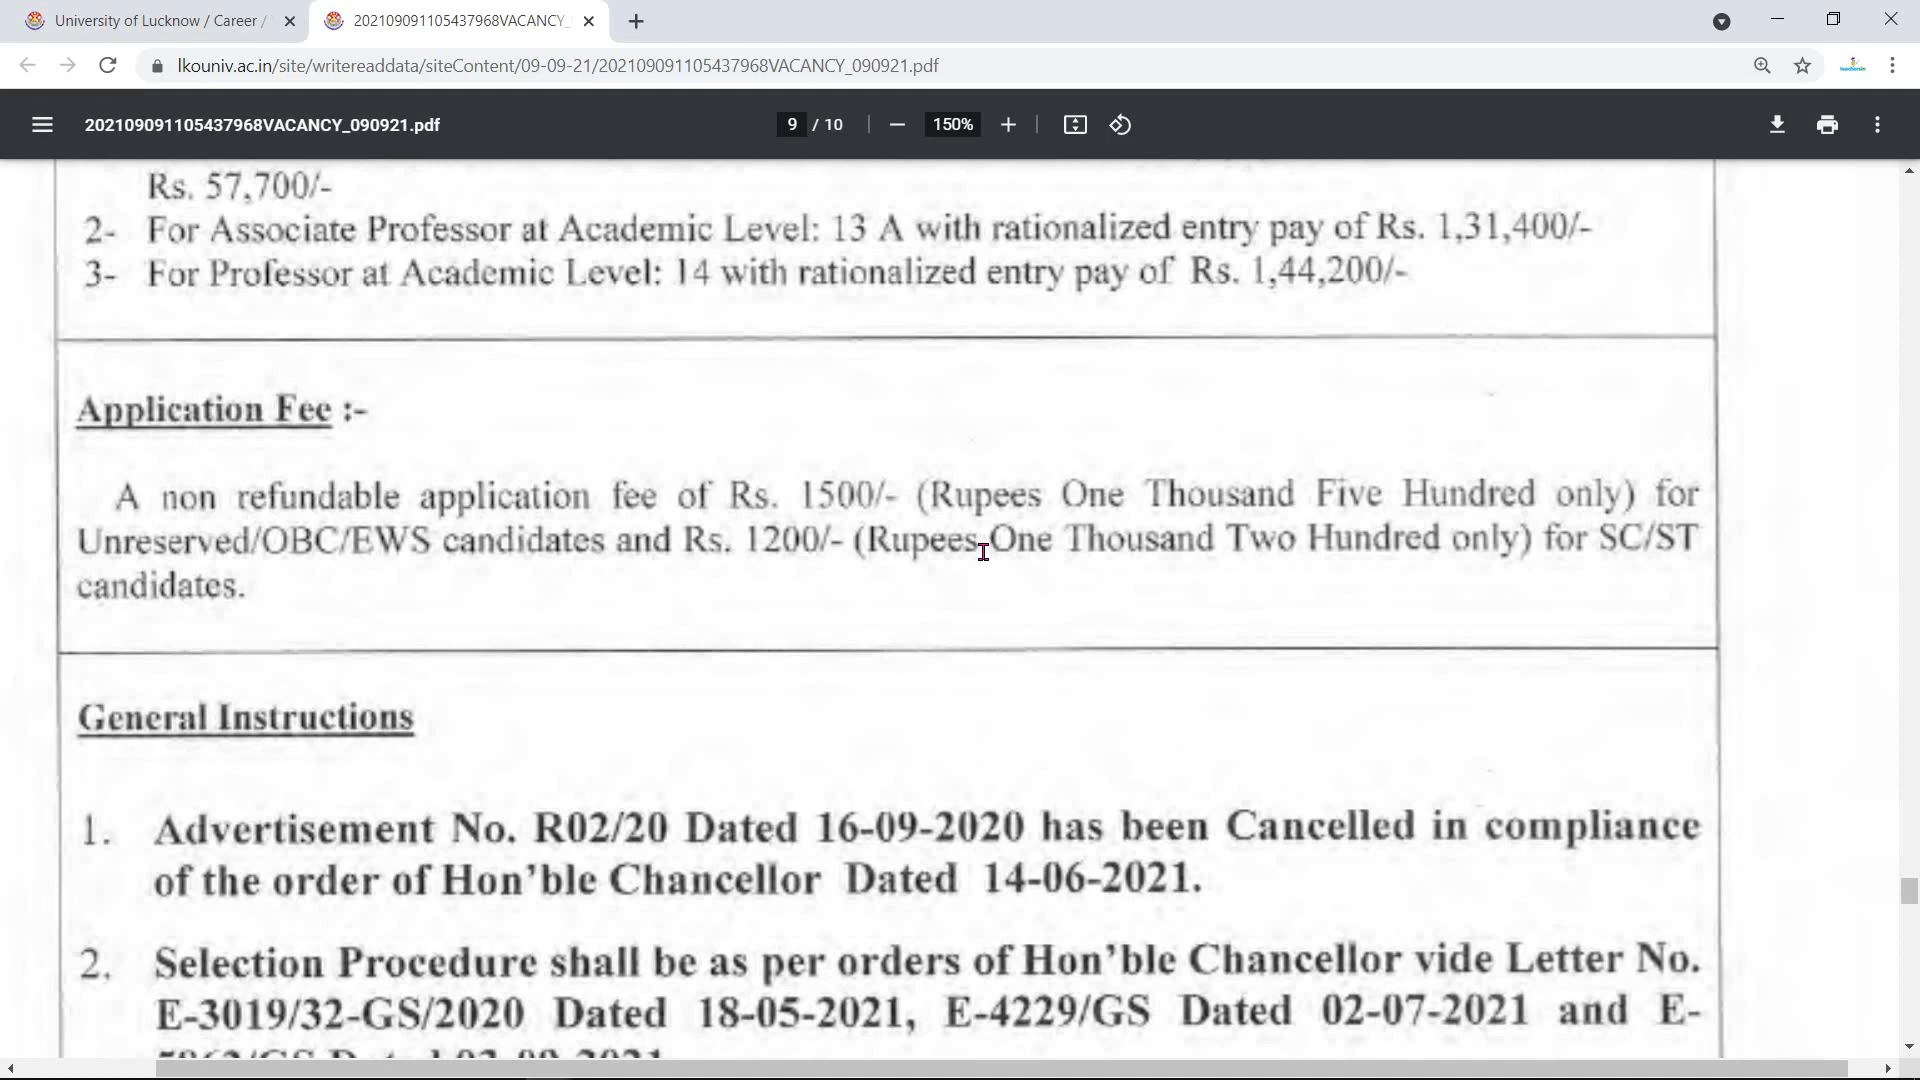 University of Lucknow / Career /
202109091105437968VACANCY_
lkouniv.ac.in/site/writereaddata/siteContent/09-09-21/202109091105437968VACANCY_090921.pdf
202109091105437968VACANCY_090921.pdf
9 / 10
150%
Rs. 57,700/-
2- For Associate Professor at Academic Level: 13 A with rationalized entry pay of Rs. 1,31,400/-
3- For Professor at Academic Level: 14 with rationalized entry pay of Rs. 1,44,200/-
Application Fee :-
A non refundable application fee of Rs. 1500/- (Rupees One Thousand Five Hundred only) for
Unreserved/OBC/EWS candidates and Rs. 1200/- (Rupees One Thousand Two Hundred only) for SC/ST
candidates.
General Instructions
1. Advertisement No. R02/20 Dated 16-09-2020 has been Cancelled in compliance
of the order of Hon'ble Chancellor Dated 14-06-2021.
2. Selection Procedure shall be as per orders of Hon'ble Chancellor vide Letter No.
E-3019/32-GS/2020 Dated 18-05-2021, E-4229/GS Dated 02-07-2021 and E-